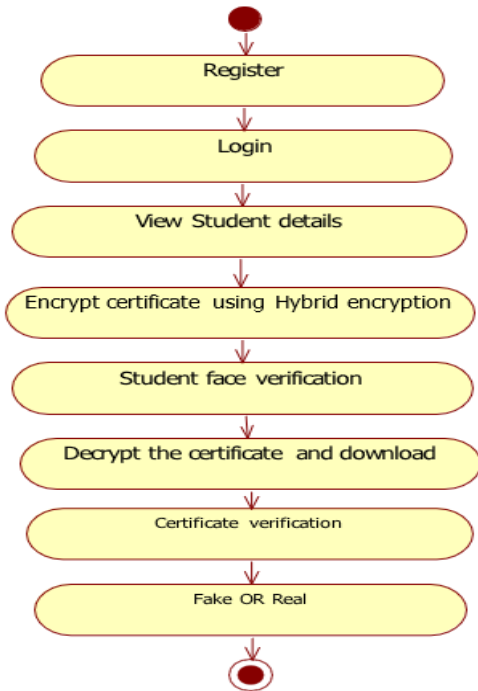 Register
Login
View Student details
Encrypt certificate using Hybrid encryption
Student face verification
Decrypt the certificate and download
Certificate verification
Fake OR Real